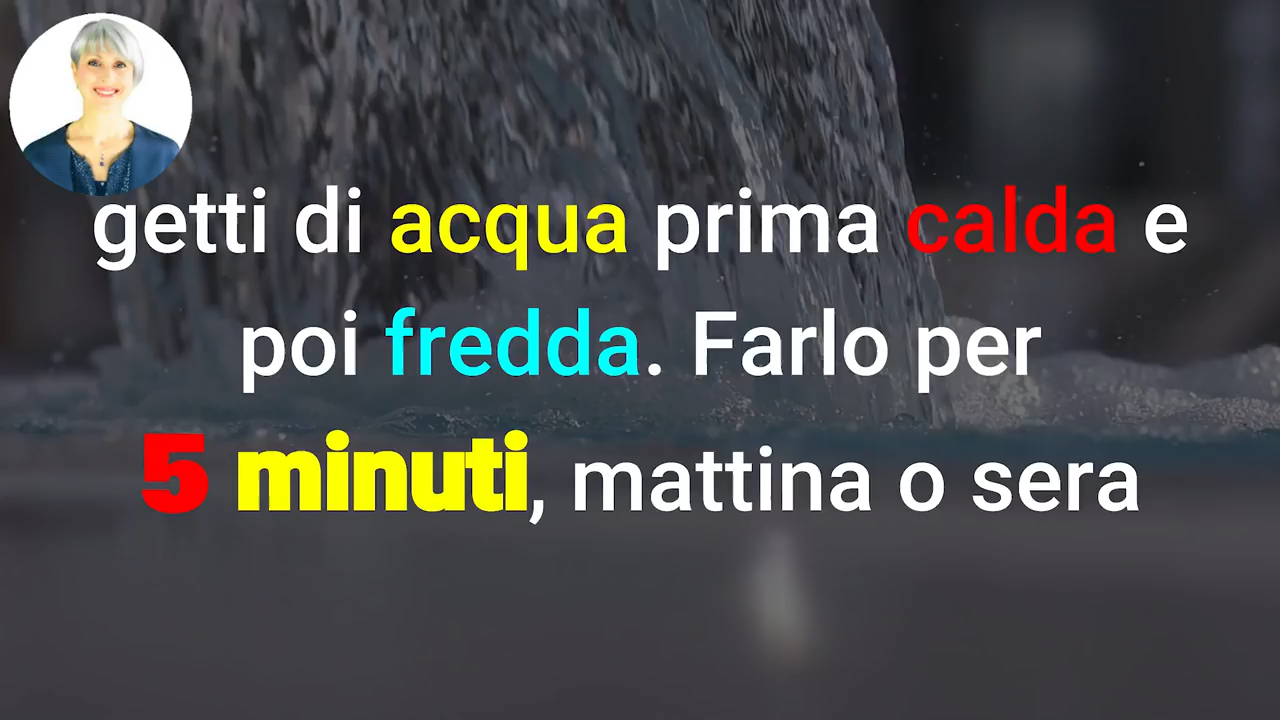 getti di acqua prima calda e
poi fredda. Farlo per
5 minuti, mattina o sera